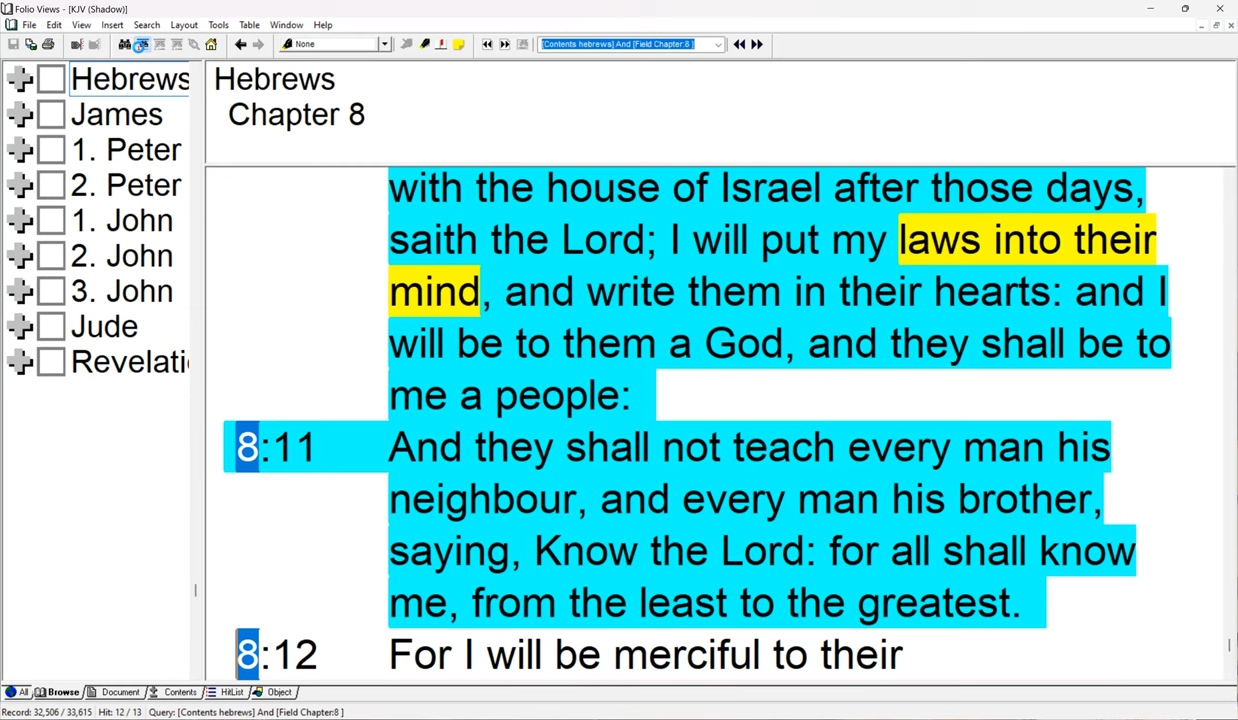 Folio Views - [KJV (Shadow)]
File Edit View Insert Search Layout Tools Table Window Help
None
[Contents hebrews] And [Field Chapter:8 ]
Hebrews
James
1. Peter
2. Peter
1. John
2. John
3. John
Jude
Revelati
Hebrews
Chapter 8
with the house of Israel after those days,
saith the Lord; I will put my laws into their
mind, and write them in their hearts: and I
will be to them a God, and they shall be to
me a people:
8:11 And they shall not teach every man his
neighbour, and every man his brother,
saying, Know the Lord: for all shall know
me, from the least to the greatest.
8:12 For I will be merciful to their
All Browse Document Contents HitList Object
Record: 32,506 / 33,615 Hit: 12 / 13 Query: [Contents hebrews] And [Field Chapter:8 ]